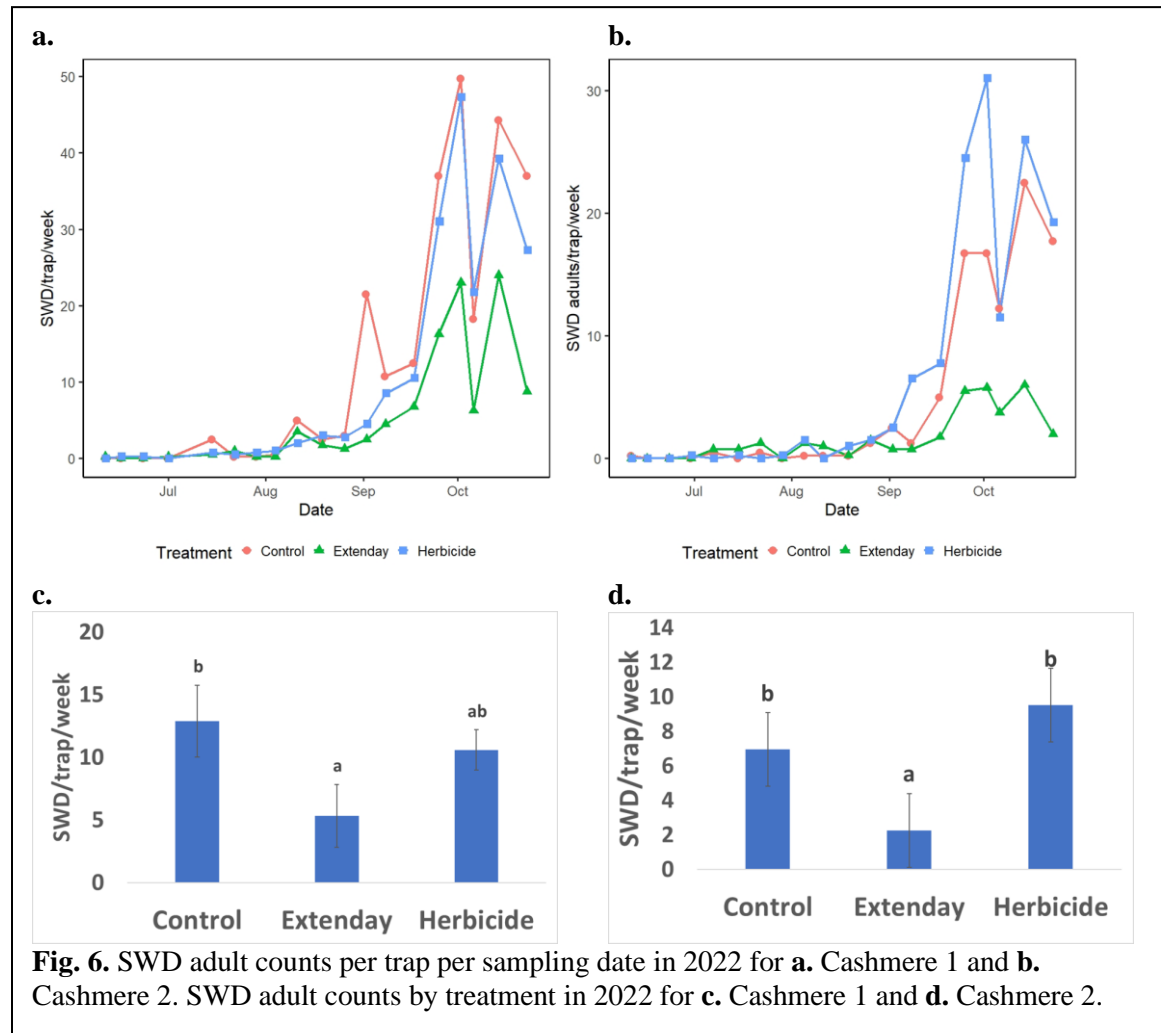 a.
50
40
30
20
10
0
SWD/trap/week
Jul Aug Sep Oct
Date
Treatment Control Extenday Herbicide
b.
30
20
10
0
SWD adults/trap/week
Jul Aug Sep Oct
Date
Treatment Control Extenday Herbicide
c.
20
15
10
5
0
SWD/trap/week
b
a
ab
Control Extenday Herbicide
d.
14
12
10
8
6
4
2
0
SWD/trap/week
b
a
b
Control Extenday Herbicide
Fig. 6. SWD adult counts per trap per sampling date in 2022 for a. Cashmere 1 and b.
Cashmere 2. SWD adult counts by treatment in 2022 for c. Cashmere 1 and d. Cashmere 2.